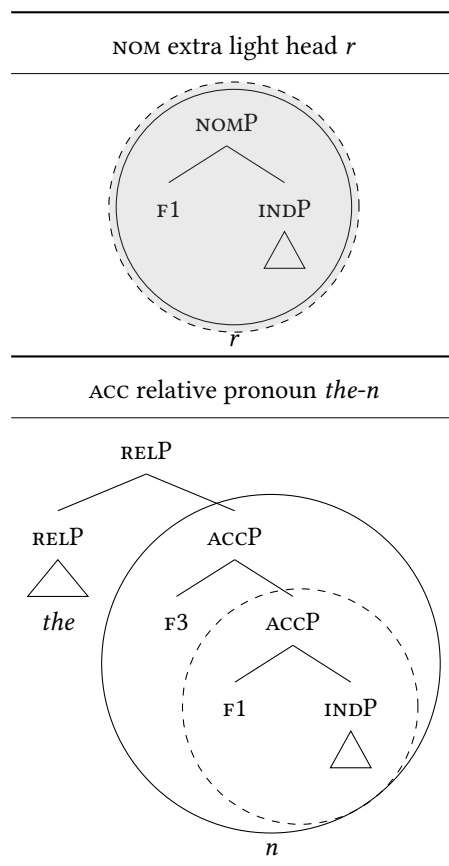 NOM extra light head r
NOMP
F1 INDP
r
ACC relative pronoun the-n
RELP
RELP ACCP
the F3 ACCP
F1 INDP
n